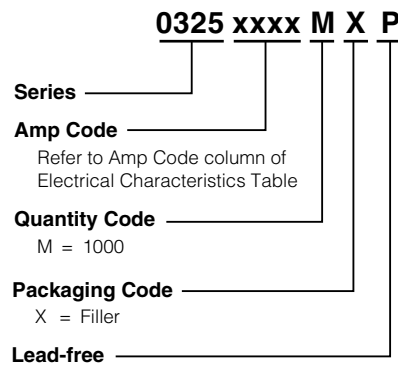 0325 xxxx M X P
Series
Amp Code
Refer to Amp Code column of
Electrical Characteristics Table
Quantity Code
M = 1000
Packaging Code
X = Filler
Lead-free